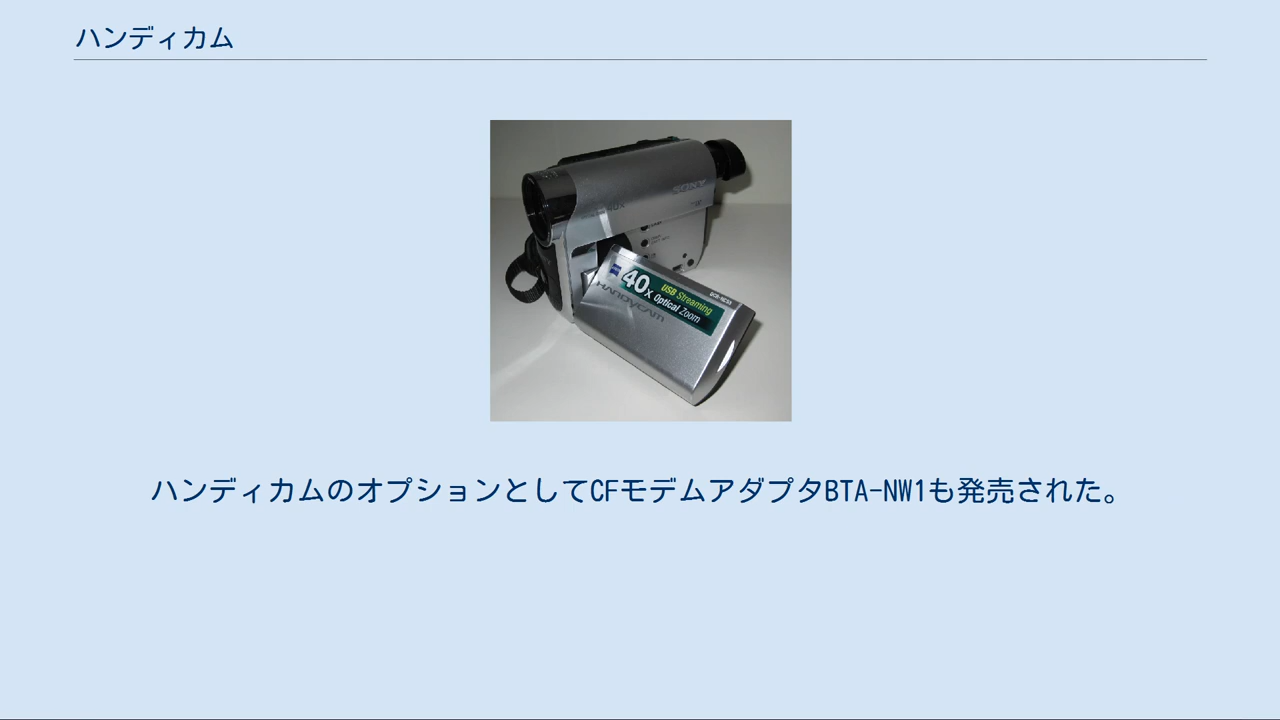 ハンディカム
SONY
40x
USB Streaming
Optical Zoom
HANDYCAM
ハンディカムのオプションとしてCFモデムアダプタBTA-NW1も発売された。